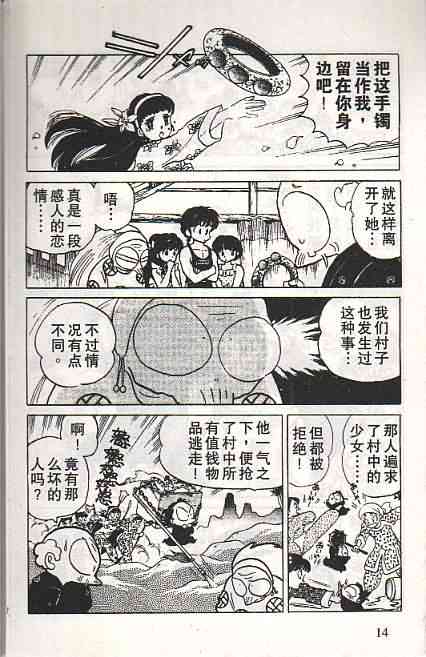 把这手镯
当作我，
留在你身
边吧！
就这样离
开了她…
唔…
真是一段
感人的恋
情……
我们村子
也发生过
这种事…
不过情
况有点
不同。
那人遍求
了村中的
少女…
但都被
拒绝！
他一气之
下，便抢
了村中所
有值钱物
品逃走！
啊！
竟有那
么坏的
人吗？
14